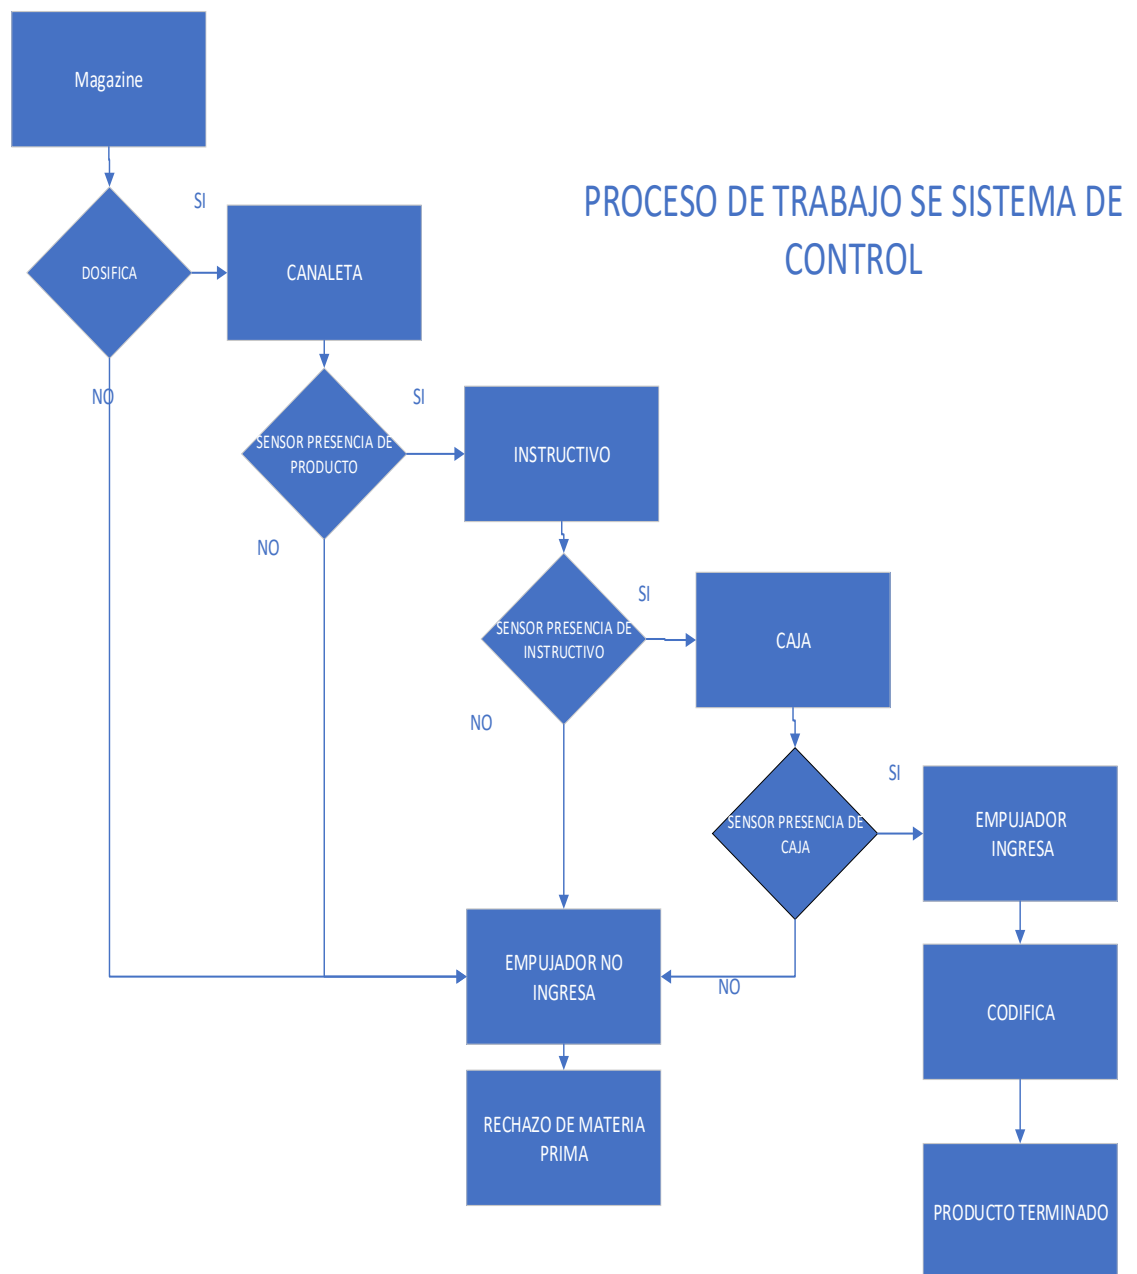 Magazine
PROCESO DE TRABAJO SE SISTEMA DE
CONTROL
SI
DOSIFICA
CANALETA
NO
SI
SENSOR PRESENCIA DE
PRODUCTO
INSTRUCTIVO
NO
SI
SENSOR PRESENCIA DE
INSTRUCTIVO
CAJA
NO
SI
SENSOR PRESENCIA DE
CAJA
EMPUJADOR
INGRESA
EMPUJADOR NO
INGRESA
NO
CODIFICA
RECHAZO DE MATERIA
PRIMA
PRODUCTO TERMINADO